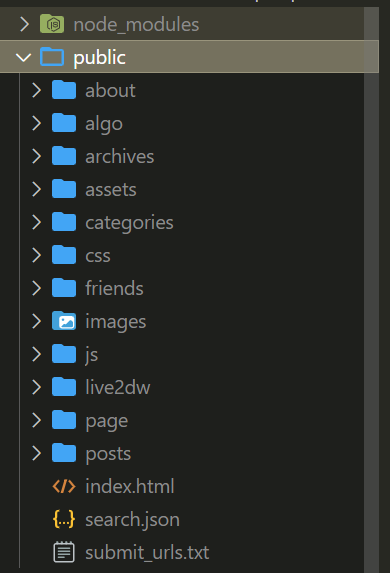 node_modules
public
about
algo
archives
assets
categories
css
friends
images
js
live2dw
page
posts
index.html
search.json
submit_urls.txt